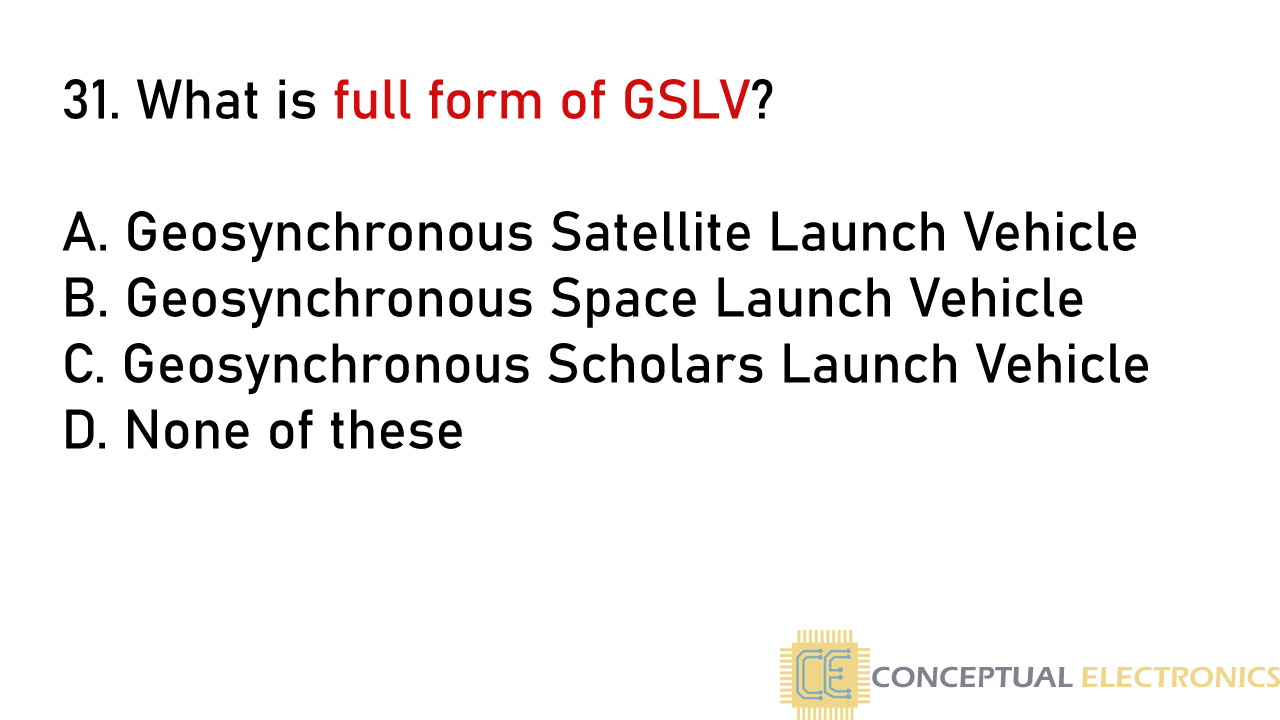 31. What is full form of GSLV?
A. Geosynchronous Satellite Launch Vehicle
B. Geosynchronous Space Launch Vehicle
C. Geosynchronous Scholars Launch Vehicle
D. None of these
CE CONCEPTUAL ELECTRONICS